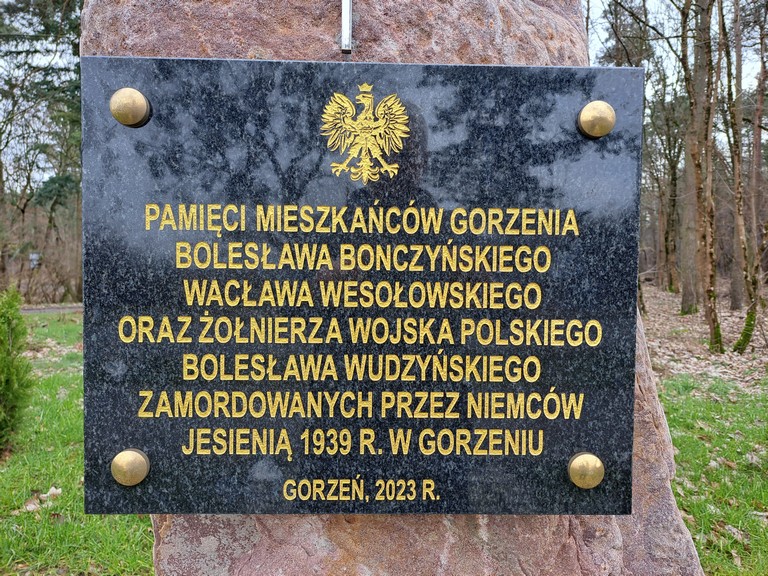 PAMIĘCI MIESZKAŃCÓW GORZENIA
BOLESŁAWA BONCZYŃSKIEGO
WACŁAWA WESOŁOWSKIEGO
ORAZ ŻOŁNIERZA WOJSKA POLSKIEGO
BOLESŁAWA WUDZYŃSKIEGO
ZAMORDOWANYCH PRZEZ NIEMCÓW
JESIENIĄ 1939 R. W GORZENIU
GORZEŃ, 2023 R.